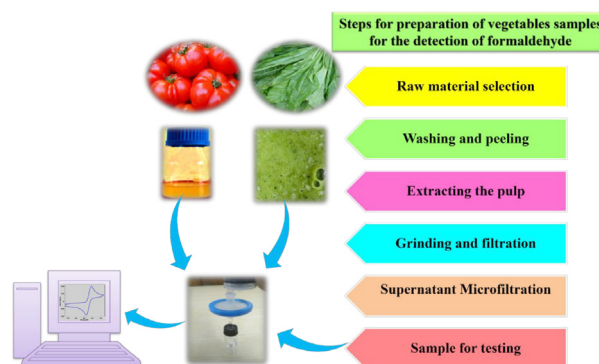 Steps for preparation of vegetables samples
for the detection of formaldehyde
Raw material selection
Washing and peeling
Extracting the pulp
Grinding and filtration
Supernatant Microfiltration
Sample for testing